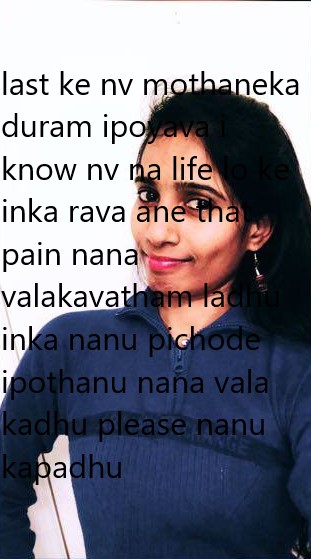 last ke nv mothaneka
duram ipoyava i
know nv na life lo ke
inka rava ane that
pain nana
valakavatham ladhu
inka nanu pichode
ipothanu nana vala
kadhu please nanu
kapadhu